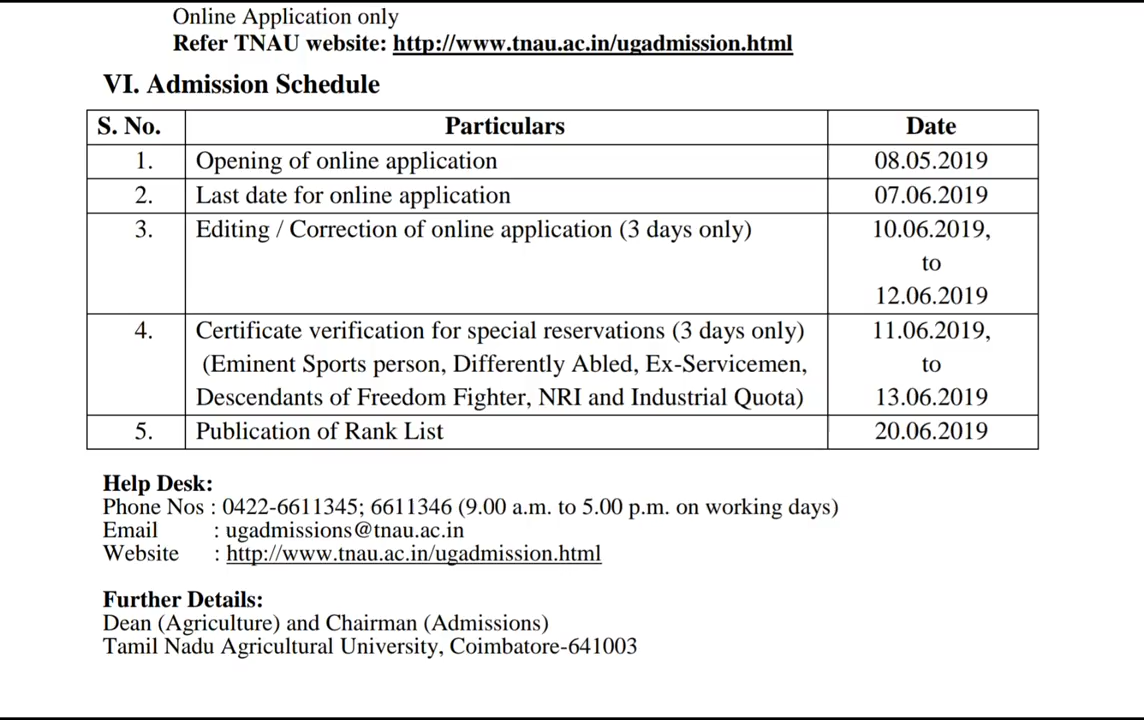 Online Application only
Refer TNAU website: http://www.tnau.ac.in/ugadmission.html
VI. Admission Schedule
S. No. Particulars Date
1. Opening of online application 08.05.2019
2. Last date for online application 07.06.2019
3. Editing / Correction of online application (3 days only) 10.06.2019,
to
12.06.2019
4. Certificate verification for special reservations (3 days only) 11.06.2019,
(Eminent Sports person, Differently Abled, Ex-Servicemen, to
Descendants of Freedom Fighter, NRI and Industrial Quota) 13.06.2019
5. Publication of Rank List 20.06.2019
Help Desk:
Phone Nos : 0422-6611345; 6611346 (9.00 a.m. to 5.00 p.m. on working days)
Email : ugadmissions@tnau.ac.in
Website : http://www.tnau.ac.in/ugadmission.html
Further Details:
Dean (Agriculture) and Chairman (Admissions)
Tamil Nadu Agricultural University, Coimbatore-641003